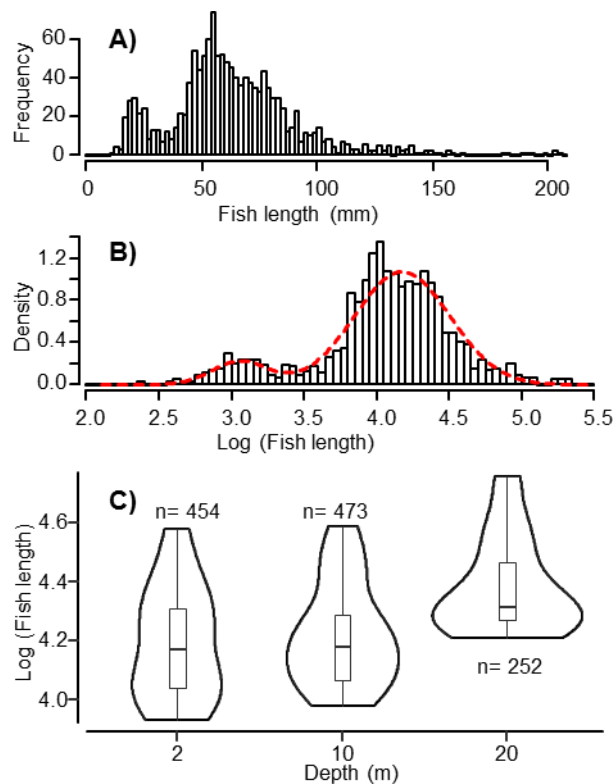 A)
Frequency
60
40
20
0
0 50 100 150 200
Fish length (mm)
B)
Density
1.2
0.8
0.4
0.0
2.0 2.5 3.0 3.5 4.0 4.5 5.0 5.5
Log (Fish length)
C)
Log (Fish length)
n= 454 n= 473
4.6
4.4
4.2
n= 252
4.0
2 10 20
Depth (m)